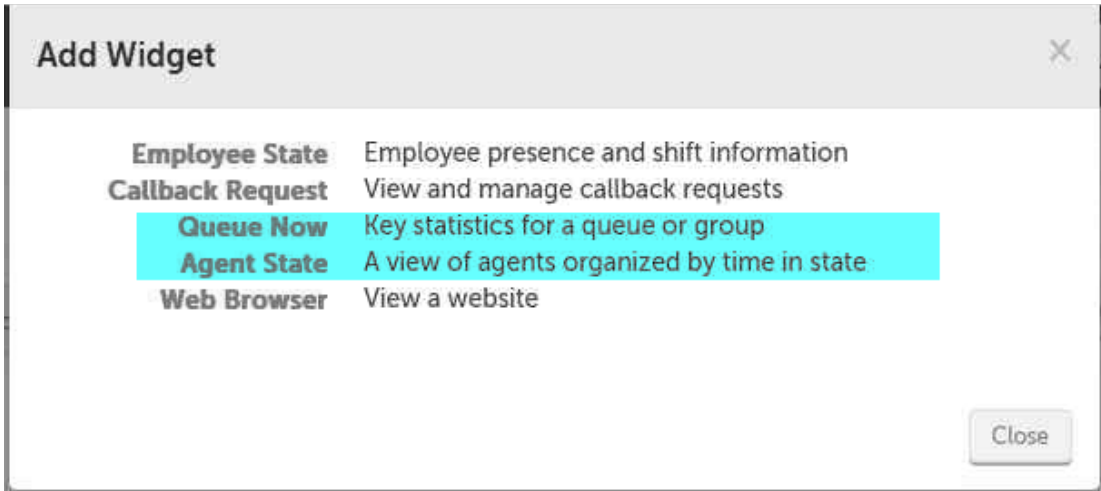 Add Widget ×
Employee State Employee presence and shift information
Callback Request View and manage callback requests
Queue Now Key statistics for a queue or group
Agent State A view of agents organized by time in state
Web Browser View a website
Close